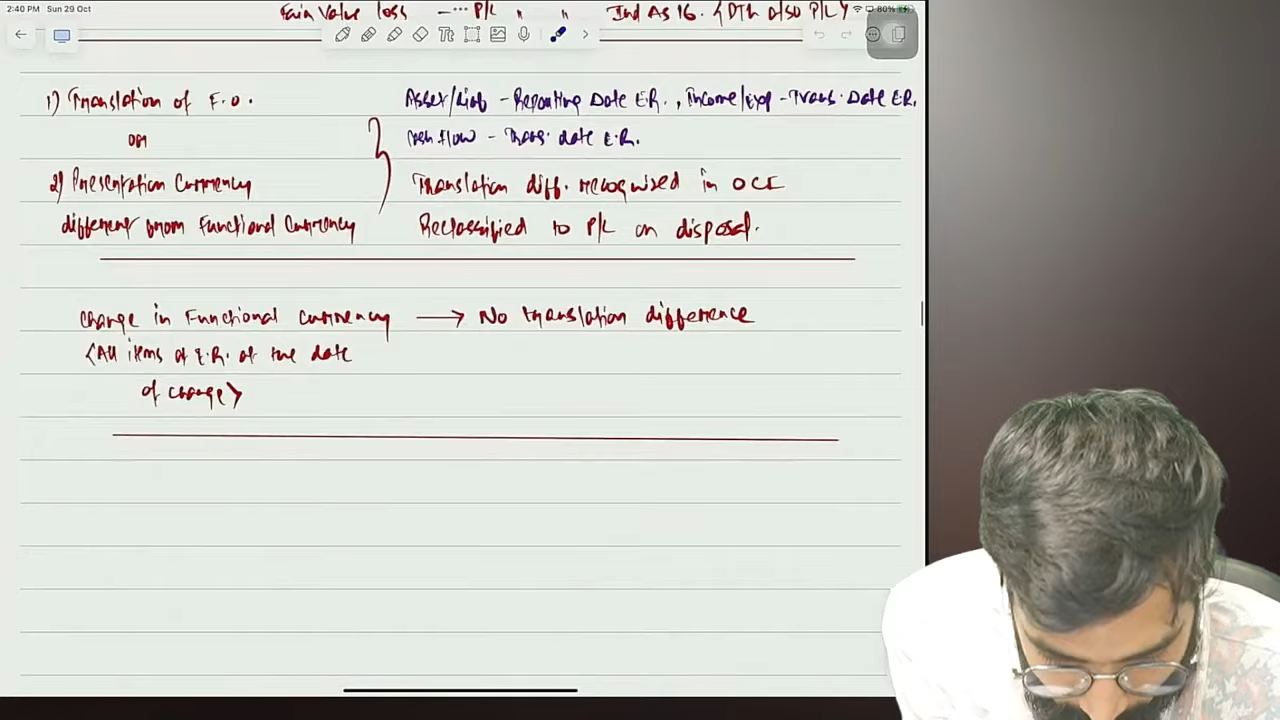 2:40 PM Sun 29 Oct
80%
Fair Value loss - ... P/L " " Ind As 16. {DTA also P/L}
1) Translation of F.O.
OR
2) Presentation Currency
different from Functional Currency
Asset/Liab - Reporting Date E.R., Income/Exp - Trans. Date E.R.
Cash flow - Trans. date E.R.
Translation diff. recognised in OCI
Reclassified to P/L on disposal.
Change in Functional Currency → No translation difference
<All items at E.R. at the date
of change>